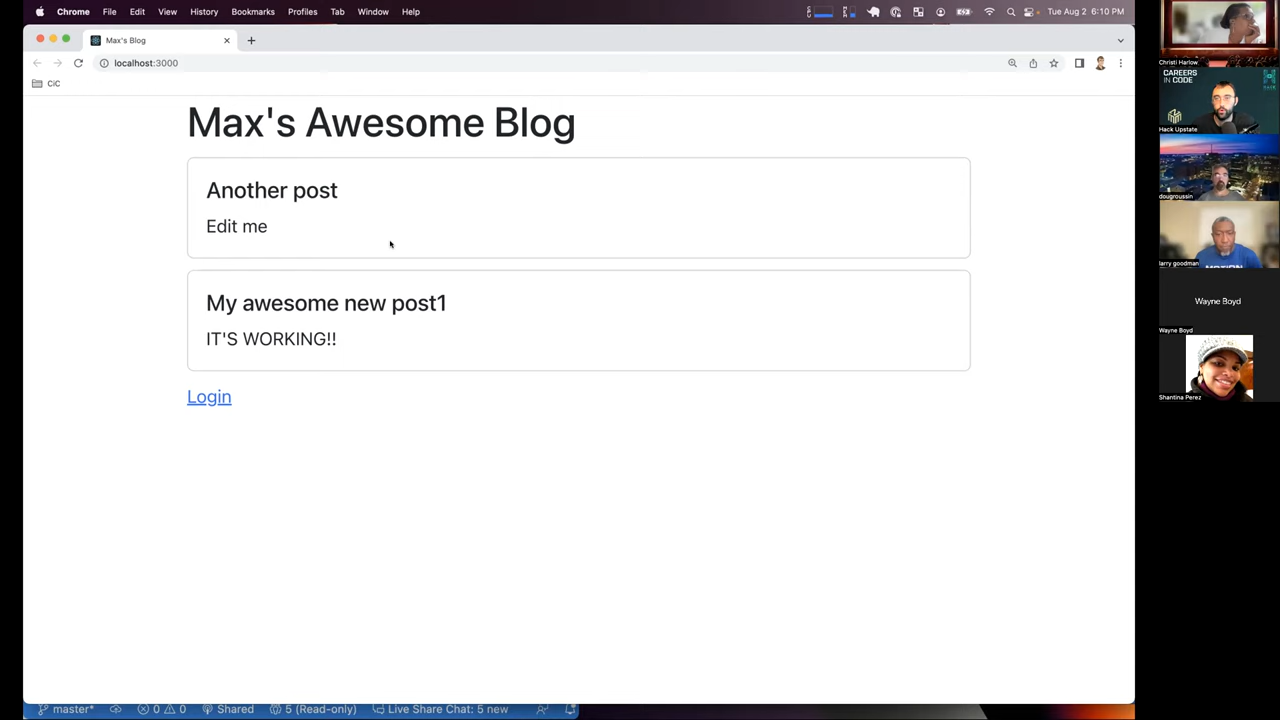 Chrome File Edit View History Bookmarks Profiles Tab Window Help
Tue Aug 2 6:10 PM
Max's Blog
localhost:3000
CiC
Max's Awesome Blog
Another post
Edit me
My awesome new post1
IT'S WORKING!!
Login
master* 0 0 Shared 5 (Read-only) Live Share Chat: 5 new
Christi Harlow
CAREERS
IN CODE
HACK
Hack Upstate
dougroussin
larry goodman
Wayne Boyd
Wayne Boyd
Shantina Perez